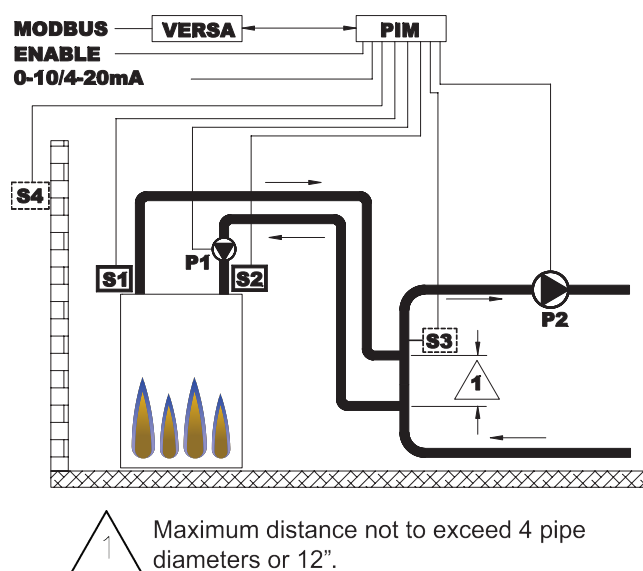 MODBUS VERSA PIM
ENABLE
0-10/4-20mA
S4
S1 P1 S2
P2
S3
1
1 Maximum distance not to exceed 4 pipe
diameters or 12”.